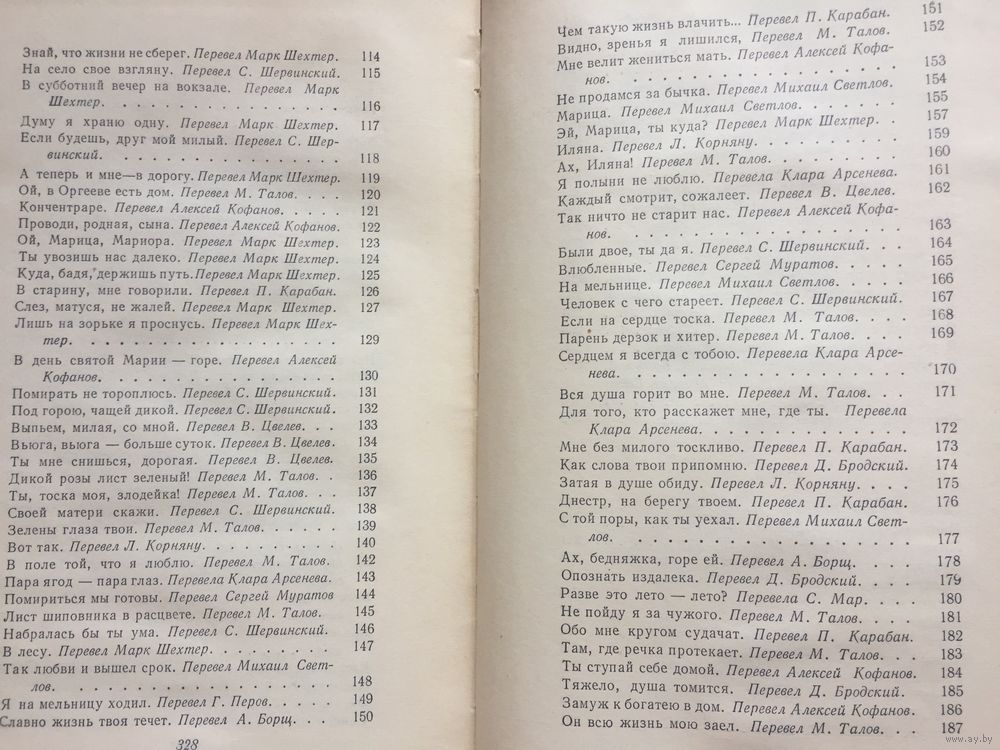 Знай, что жизни не сберег. Перевел Марк Шехтер. 114
На село свое взгляну. Перевел С. Шервинский. 115
В субботний вечер на вокзале. Перевел Марк
Шехтер. . . . . . . . . . . . . . . . 116
Думу я храню одну. Перевел Марк Шехтер. 117
Если будешь, друг мой милый. Перевел С. Шер-
винский. . . . . . . . . . . . . . . . 118
А теперь и мне—в дорогу. Перевел Марк Шехтер. 119
Ой, в Оргееве есть дом. Перевел М. Талов. . . . 120
Кончентраре. Перевел Алексей Кофанов. . . . . 121
Проводи, родная, сына. Перевел Алексей Кофанов. 122
Ой, Марица, Мариора. Перевел Марк Шехтер. 123
Ты увозишь нас далеко. Перевел Марк Шехтер. 124
Куда, бадя, держишь путь. Перевел Марк Шехтер. 125
В старину, мне говорили. Перевел П. Карабан. 126
Слез, матуся, не жалей. Перевел Марк Шехтер. 127
Лишь на зорьке я проснусь. Перевел Марк Шех-
тер. . . . . . . . . . . . . . . . . . 129
В день святой Марии — горе. Перевел Алексей
Кофанов. . . . . . . . . . . . . . . . 130
Помирать не тороплюсь. Перевел С. Шервинский. 131
Под горою, чащей дикой. Перевел С. Шервинский. 132
Выпьем, милая, со мной. Перевел В. Цвелев. . . 133
Вьюга, вьюга — больше суток. Перевел В. Цвелев. 134
Ты мне снишься, дорогая. Перевел В. Цвелев. 135
Дикой розы лист зеленый! Перевел М. Талов. . 136
Ты, тоска моя, злодейка! Перевел М. Талов. . . 137
Своей матери скажи. Перевел С. Шервинский. 138
Зелены глаза твои. Перевел М. Талов. . . . . . 139
Вот так. Перевел Л. Корняну. . . . . . . . . . 140
В поле той, что я люблю. Перевел М. Талов. 142
Пара ягод — пара глаз. Перевела Клара Арсенева. 143
Помириться мы готовы. Перевел Сергей Муратов 144
Лист шиповника в расцвете. Перевел М. Талов. 145
Набралась бы ты ума. Перевел С. Шервинский. 146
В лесу. Перевел Марк Шехтер. . . . . . . . . 147
Так любви и вышел срок. Перевел Михаил Свет-
лов. . . . . . . . . . . . . . . . . . 148
Я на мельницу ходил. Перевел Г. Перов. . . . . 149
Славно жизнь твоя течет. Перевел А. Борщ. . . . 150
328
Чем такую жизнь влачить... Перевел П. Карабан. 151
Видно, зренья я лишился, Перевел М. Талов. 152
Мне велит жениться мать. Перевел Алексей Кофа-
нов. . . . . . . . . . . . . . . . . . 153
Не продамся за бычка. Перевел Михаил Светлов. 154
Марица. Перевел Михаил Светлов. . . . . . . 155
Эй, Марица, ты куда? Перевел Марк Шехтер. . . 157
Иляна. Перевел Л. Корняну. . . . . . . . . . 159
Ах, Иляна! Перевел М. Талов. . . . . . . . . 160
Я полыни не люблю. Перевела Клара Арсенева. 161
Каждый смотрит, сожалеет. Перевел В. Цвелев. 162
Так ничто не старит нас. Перевел Алексей Кофа-
нов. . . . . . . . . . . . . . . . . . 163
Были двое, ты да я. Перевел С. Шервинский. . . 164
Влюбленные. Перевел Сергей Муратов. . . . . 165
На мельнице. Перевел Михаил Светлов. . . . . 166
Человек с чего стареет. Перевел С. Шервинский. 167
Если на сердце тоска. Перевел М. Талов. . . . 168
Парень дерзок и хитер. Перевел М. Талов. . . . 169
Сердцем я всегда с тобою. Перевела Клара Арсе-
нева. . . . . . . . . . . . . . . . . . 170
Вся душа горит во мне. Перевел М. Талов. . . . 171
Для того, кто расскажет мне, где ты. Перевела
Клара Арсенева. . . . . . . . . . . . . 172
Мне без милого тоскливо. Перевел П. Карабан. 173
Как слова твои припомню. Перевел Д. Бродский. 174
Затая в душе обиду. Перевел Л. Корняну. . . . 175
Днестр, на берегу твоем. Перевел П. Карабан. 176
С той поры, как ты уехал. Перевел Михаил Свет-
лов. . . . . . . . . . . . . . . . . . 177
Ах, бедняжка, горе ей. Перевел А. Борщ. . . . 178
Опознать издалека. Перевел Д. Бродский. . . . 179
Разве это лето — лето? Перевела С. Мар. . . . 180
Не пойду я за чужого. Перевел М. Талов. . . . 181
Обо мне кругом судачат. Перевел П. Карабан. 182
Там, где речка протекает. Перевел М. Талов. . . 183
Ты ступай себе домой. Перевел Алексей Кофанов. 184
Тяжело, душа томится. Перевел Д. Бродский. . . 185
Замуж к богатею в дом. Перевел Алексей Кофанов. 186
Он всю жизнь мою заел. Перевел М. Талов. . . . 187
www.ay.by